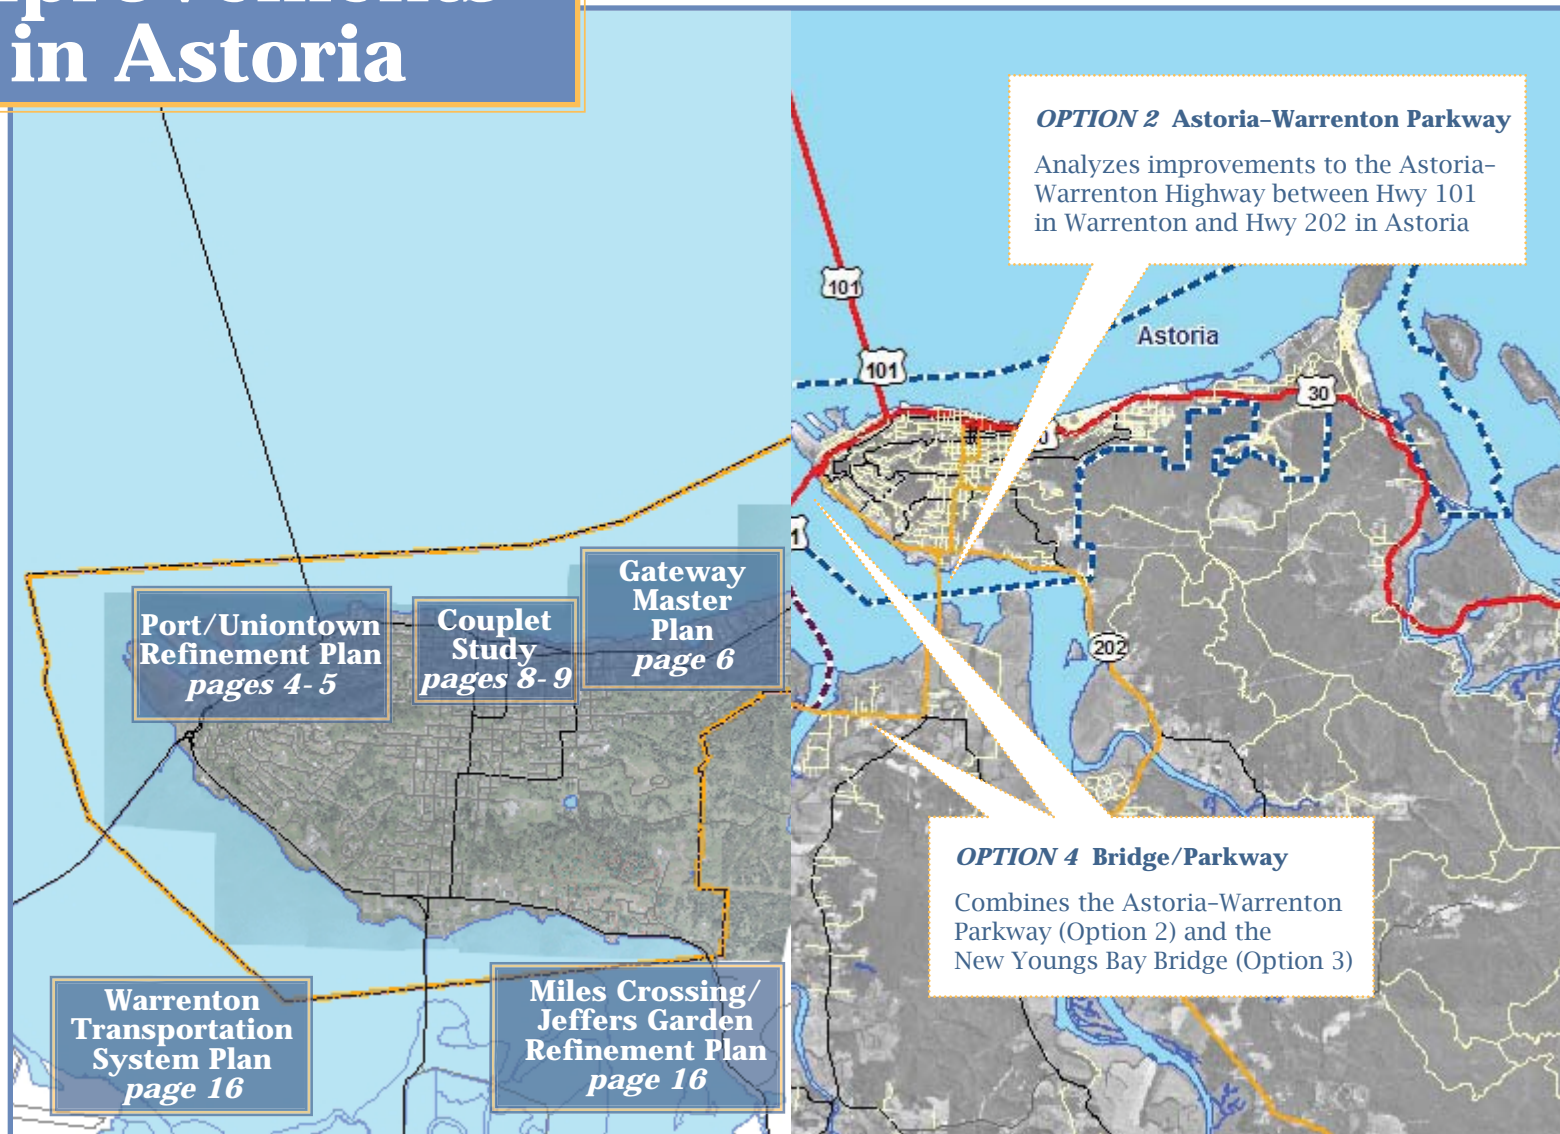 in Astoria
Port/Uniontown
Refinement Plan
pages 4-5
Couplet
Study
pages 8-9
Gateway
Master
Plan
page 6
Warrenton
Transportation
System Plan
page 16
Miles Crossing/
Jeffers Garden
Refinement Plan
page 16
OPTION 2 Astoria–Warrenton Parkway
Analyzes improvements to the Astoria–
Warrenton Highway between Hwy 101
in Warrenton and Hwy 202 in Astoria
101
101
Astoria
30
202
OPTION 4 Bridge/Parkway
Combines the Astoria–Warrenton
Parkway (Option 2) and the
New Youngs Bay Bridge (Option 3)